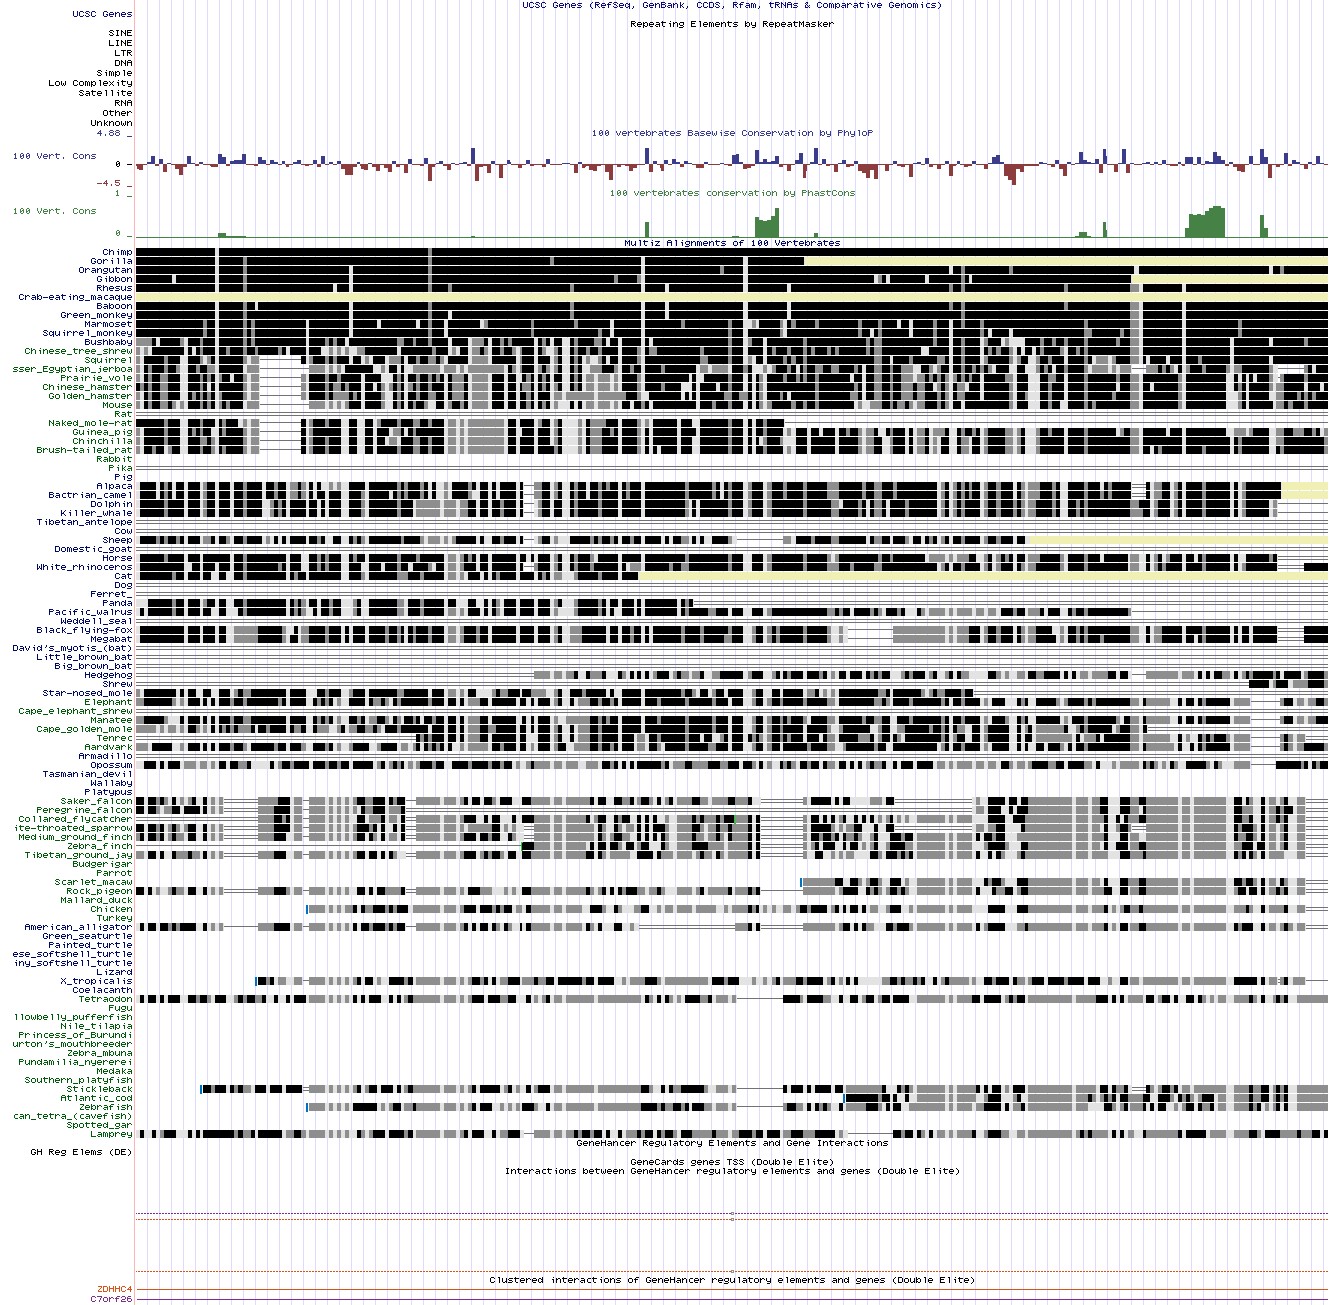 UCSC Genes (RefSeq, GenBank, CCDS, Rfam, tRNAs & Comparative Genomics)
UCSC Genes
Repeating Elements by RepeatMasker
SINE
LINE
LTR
DNA
Simple
Low Complexity
Satellite
RNA
Other
Unknown
4.88 _
100 vertebrates Basewise Conservation by PhyloP
100 Vert. Cons
0 _
-4.5 _
1 _
100 vertebrates conservation by PhastCons
100 Vert. Cons
0 _
Multiz Alignments of 100 Vertebrates
Chimp
Gorilla
Orangutan
Gibbon
Rhesus
Crab-eating_macaque
Baboon
Green_monkey
Marmoset
Squirrel_monkey
Bushbaby
Chinese_tree_shrew
Squirrel
sser_Egyptian_jerboa
Prairie_vole
Chinese_hamster
Golden_hamster
Mouse
Rat
Naked_mole-rat
Guinea_pig
Chinchilla
Brush-tailed_rat
Rabbit
Pika
Pig
Alpaca
Bactrian_camel
Dolphin
Killer_whale
Tibetan_antelope
Cow
Sheep
Domestic_goat
Horse
White_rhinoceros
Cat
Dog
Ferret_
Panda
Pacific_walrus
Weddell_seal
Black_flying-fox
Megabat
David's_myotis_(bat)
Little_brown_bat
Big_brown_bat
Hedgehog
Shrew
Star-nosed_mole
Elephant
Cape_elephant_shrew
Manatee
Cape_golden_mole
Tenrec
Aardvark
Armadillo
Opossum
Tasmanian_devil
Wallaby
Platypus
Saker_falcon
Peregrine_falcon
Collared_flycatcher
ite-throated_sparrow
Medium_ground_finch
Zebra_finch
Tibetan_ground_jay
Budgerigar
Parrot
Scarlet_macaw
Rock_pigeon
Mallard_duck
Chicken
Turkey
American_alligator
Green_seaturtle
Painted_turtle
ese_softshell_turtle
iny_softshell_turtle
Lizard
X_tropicalis
Coelacanth
Tetraodon
Fugu
llowbelly_pufferfish
Nile_tilapia
Princess_of_Burundi
urton's_mouthbreeder
Zebra_mbuna
Pundamilia_nyererei
Medaka
Southern_platyfish
Stickleback
Atlantic_cod
Zebrafish
can_tetra_(cavefish)
Spotted_gar
Lamprey
GeneHancer Regulatory Elements and Gene Interactions
GH Reg Elems (DE)
GeneCards genes TSS (Double Elite)
Interactions between GeneHancer regulatory elements and genes (Double Elite)
Clustered interactions of GeneHancer regulatory elements and genes (Double Elite)
ZDHHC4
C7orf26